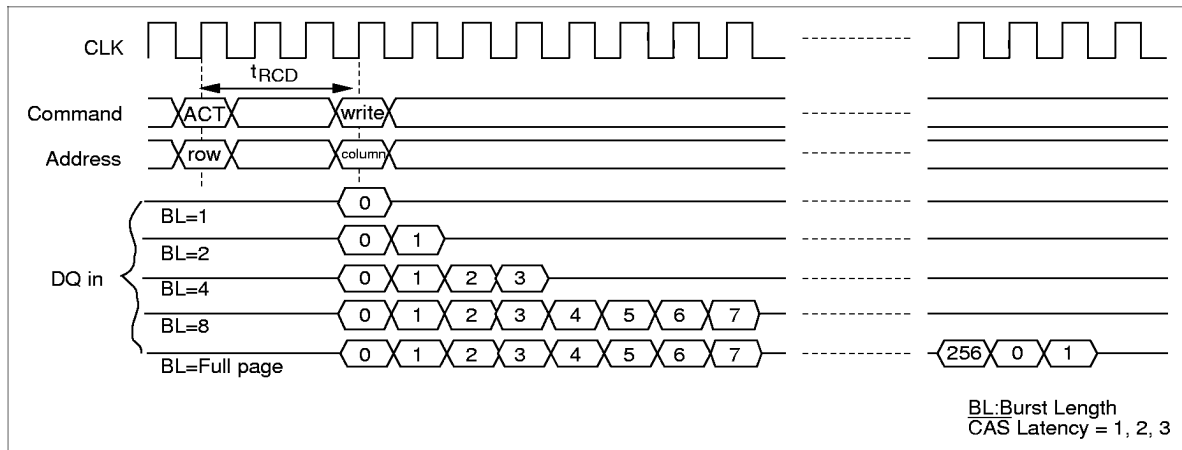 CLK
tRCD
Command ACT write
Address row column
DQ in
BL=1 0
BL=2 0 1
BL=4 0 1 2 3
BL=8 0 1 2 3 4 5 6 7
BL=Full page 0 1 2 3 4 5 6 7 256 0 1
BL:Burst Length
CAS Latency = 1, 2, 3